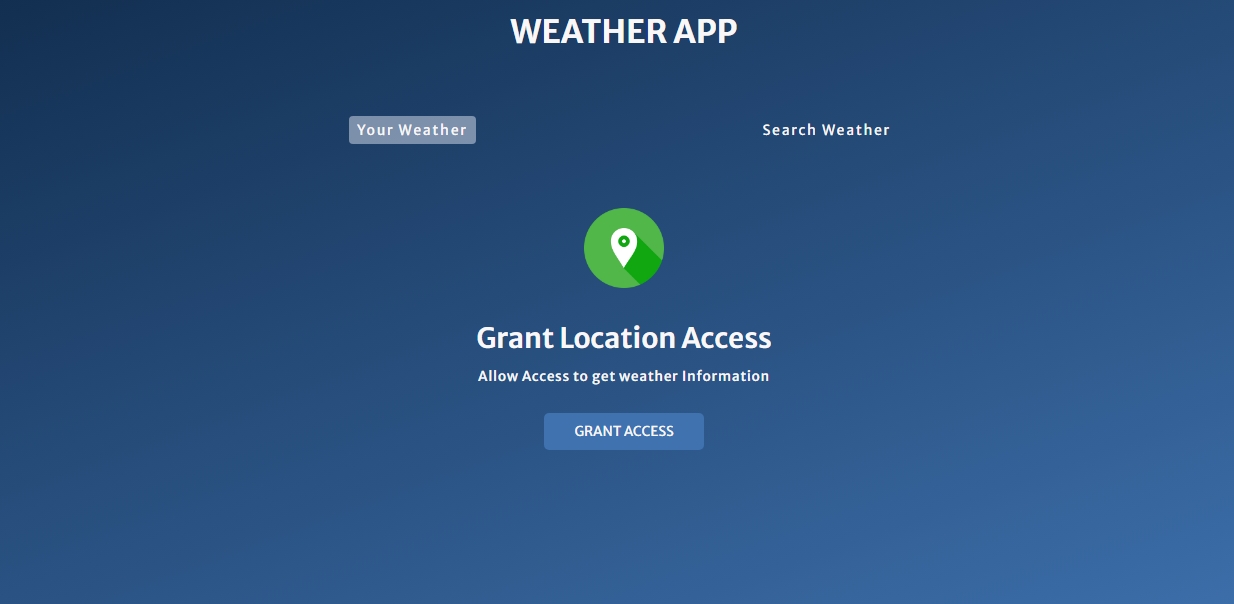 WEATHER APP
Your Weather
Search Weather
Grant Location Access
Allow Access to get weather Information
GRANT ACCESS